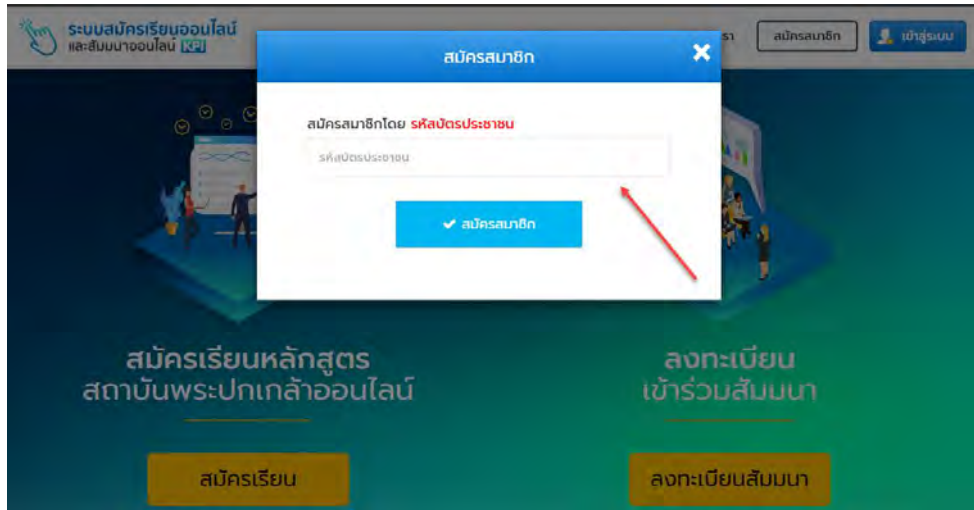 ระบบสมัครเรียนออนไลน์
และสัมมนาออนไลน์ KPI
รา
สมัครสมาชิก
เข้าสู่ระบบ
สมัครสมาชิก
สมัครสมาชิกโดย รหัสบัตรประชาชน
รหัสบัตรประชาชน
สมัครสมาชิก
สมัครเรียนหลักสูตร
สถาบันพระปกเกล้าออนไลน์
สมัครเรียน
ลงทะเบียน
เข้าร่วมสัมมนา
ลงทะเบียนสัมมนา